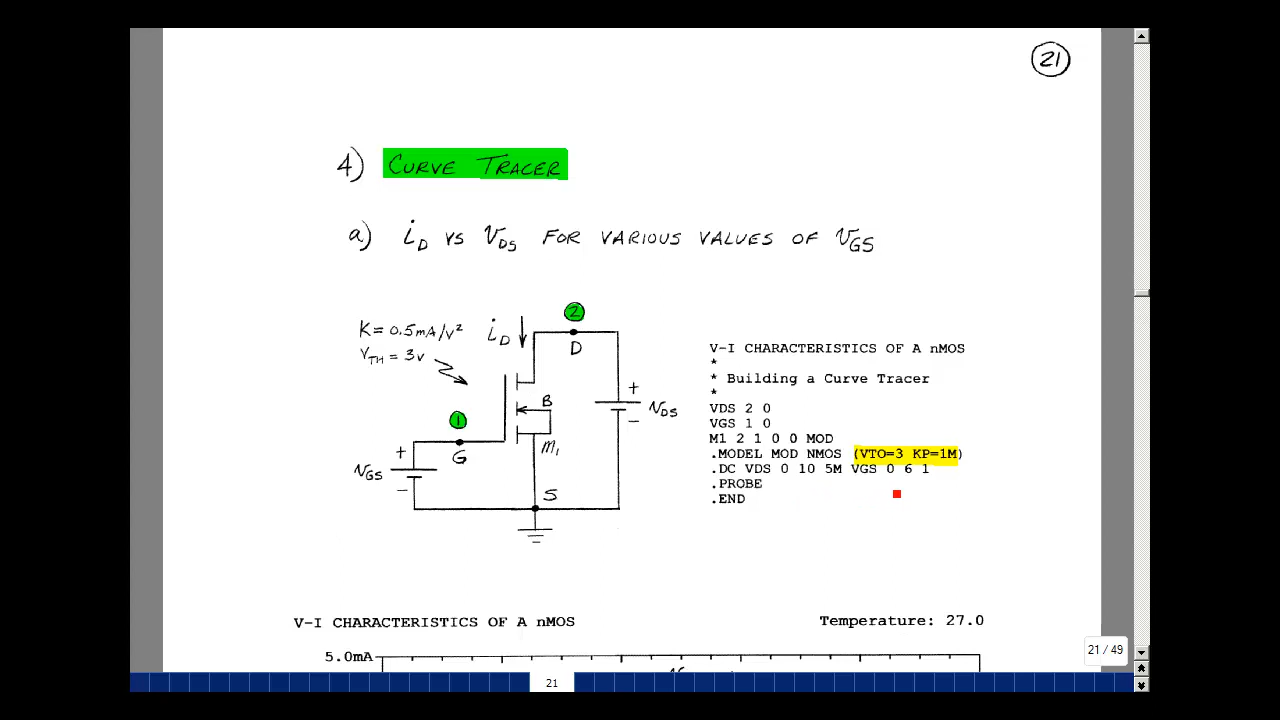 21
4) CURVE TRACER
a) iD VS VDS FOR VARIOUS VALUES OF VGS
K = 0.5mA/V²
VTH = 3V
iD
2
D
B
1
G
M1
S
+
VGS
-
+
VDS
-
V-I CHARACTERISTICS OF A nMOS
*
* Building a Curve Tracer
*
VDS 2 0
VGS 1 0
M1 2 1 0 0 MOD
.MODEL MOD NMOS (VTO=3 KP=1M)
.DC VDS 0 10 5M VGS 0 6 1
.PROBE
.END
V-I CHARACTERISTICS OF A nMOS
Temperature: 27.0
5.0mA
21 / 49
21